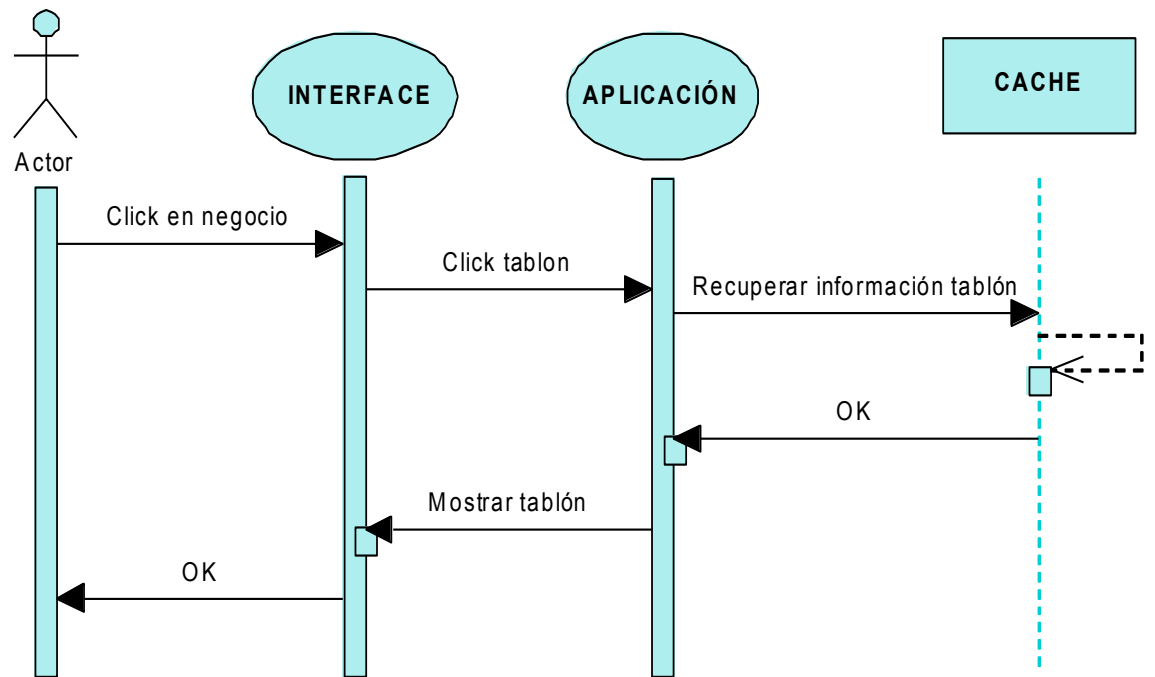 INTERFACE
APLICACIÓN
CACHE
Actor
Click en negocio
Click tablon
Recuperar información tablón
OK
Mostrar tablón
OK